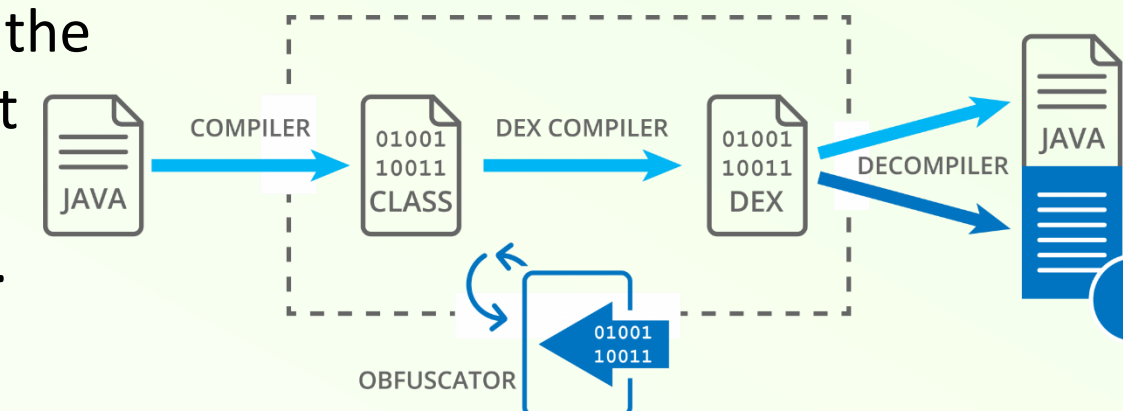 the
t
.
JAVA
COMPILER
01001
10011
CLASS
DEX COMPILER
01001
10011
DEX
DECOMPILER
JAVA
OBFUSCATOR
01001
10011